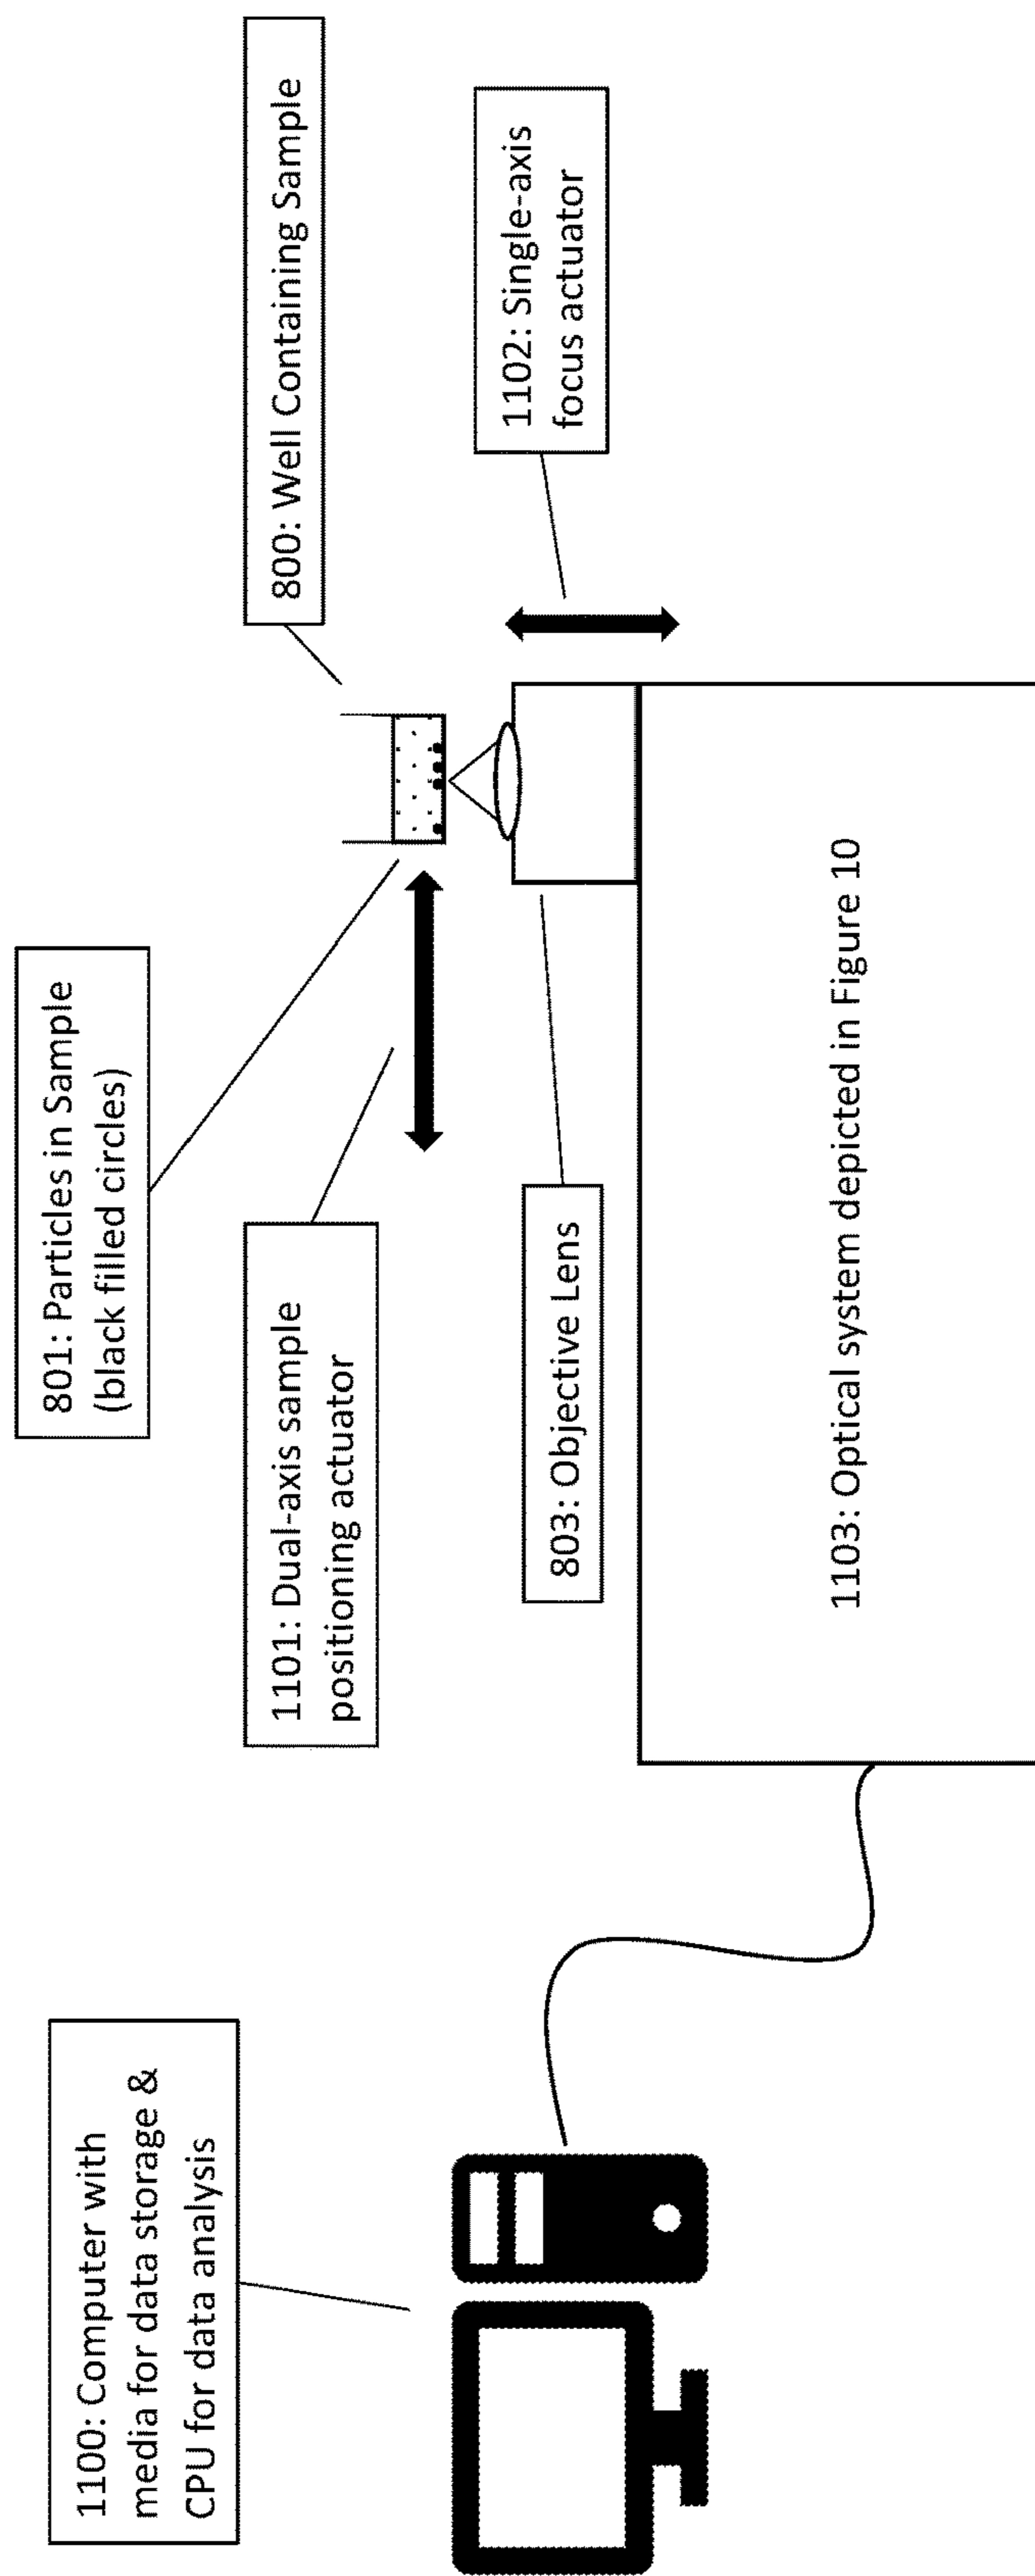 1100: Computer with
media for data storage &
CPU for data analysis
801: Particles in Sample
(black filled circles)
1101: Dual-axis sample
positioning actuator
800: Well Containing Sample
803: Objective Lens
1102: Single-axis
focus actuator
1103: Optical system depicted in Figure 10